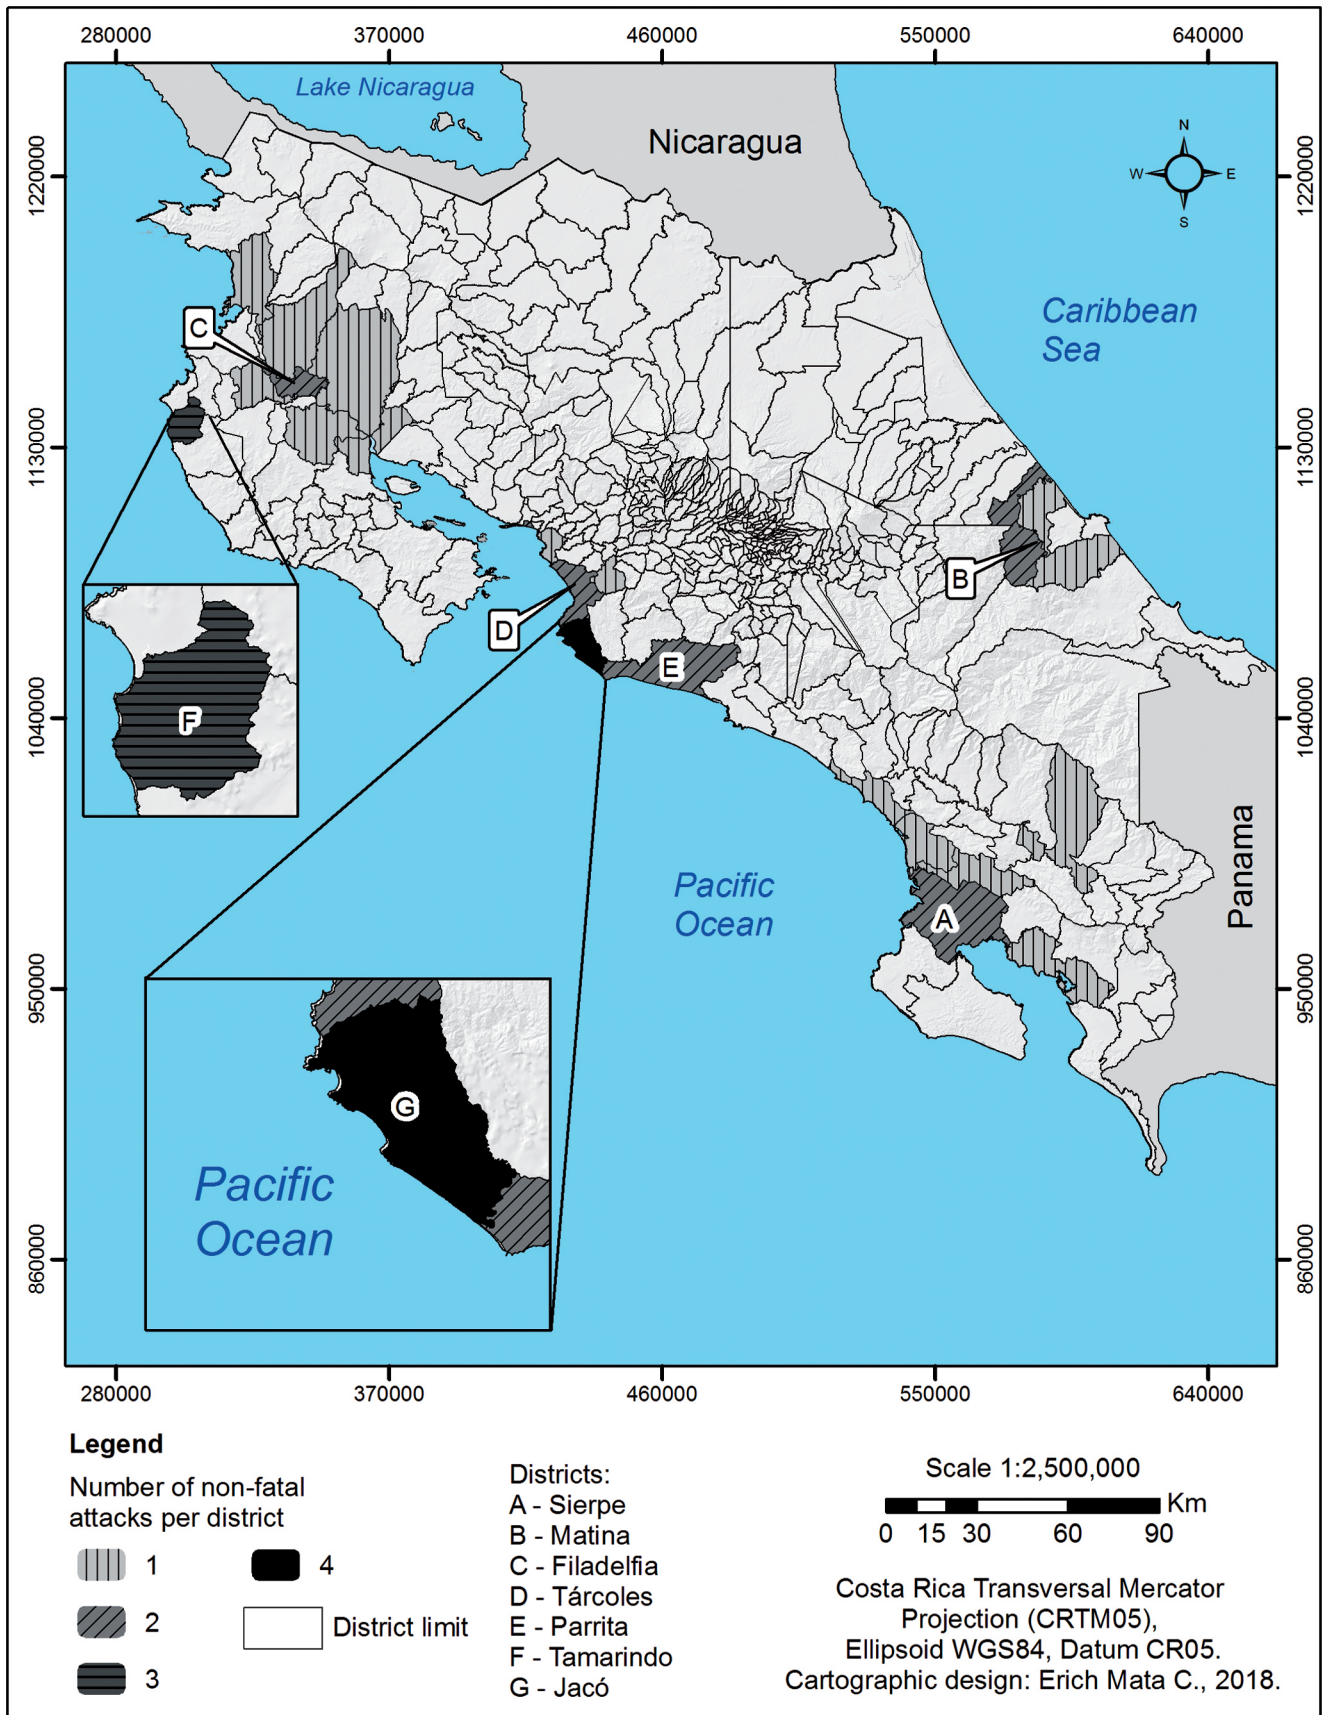 280000 370000 460000 550000 640000
Lake Nicaragua
Nicaragua
N
W E
S
1220000 1220000
Caribbean
Sea
C
1130000 1130000
B
D
E
F
1040000 1040000
Panama
Pacific
Ocean
A
950000 950000
G
Pacific
Ocean
860000 860000
280000 370000 460000 550000 640000
Legend
Number of non-fatal
attacks per district
1 4
2 District limit
3
Districts:
A - Sierpe
B - Matina
C - Filadelfia
D - Tárcoles
E - Parrita
F - Tamarindo
G - Jacó
Scale 1:2,500,000
Km
0 15 30 60 90
Costa Rica Transversal Mercator
Projection (CRTM05),
Ellipsoid WGS84, Datum CR05.
Cartographic design: Erich Mata C., 2018.